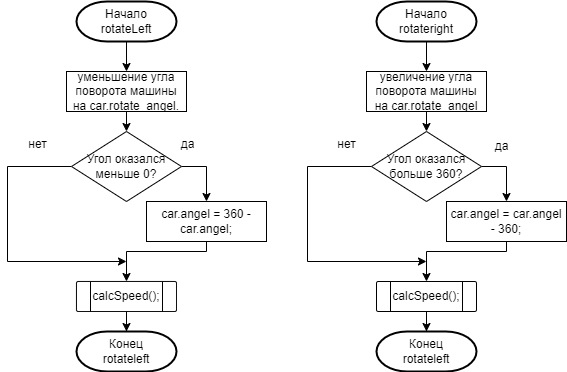 Начало
rotateLeft
уменьшение угла
поворота машины
на car.rotate_angel.
нет
да
Угол оказался
меньше 0?
car.angel = 360 -
car.angel;
calcSpeed();
Конец
rotateleft
Начало
rotateright
увеличение угла
поворота машины
на car.rotate_angel
нет
да
Угол оказался
больше 360?
car.angel = car.angel
- 360;
calcSpeed();
Конец
rotateleft